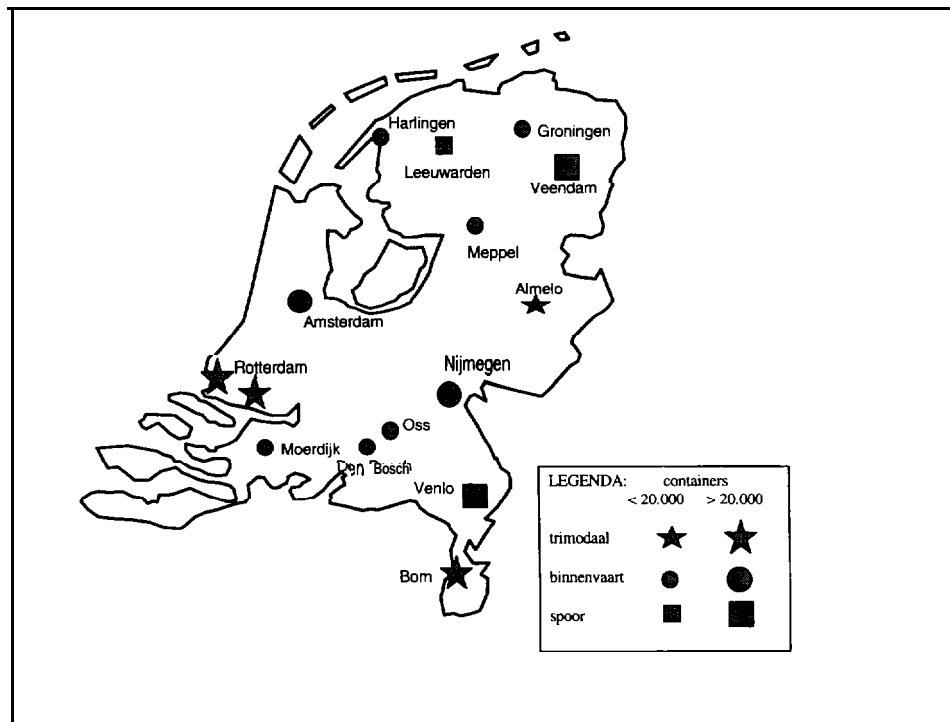 Harlingen
Groningen
Leeuwarden
Veendam
Meppel
Almelo
Amsterdam
Nijmegen
Rotterdam
Oss
Moerdijk
Den Bosch
Venlo
Born
LEGENDA: containers
< 20.000 > 20.000
trimodaal
binnenvaart
spoor